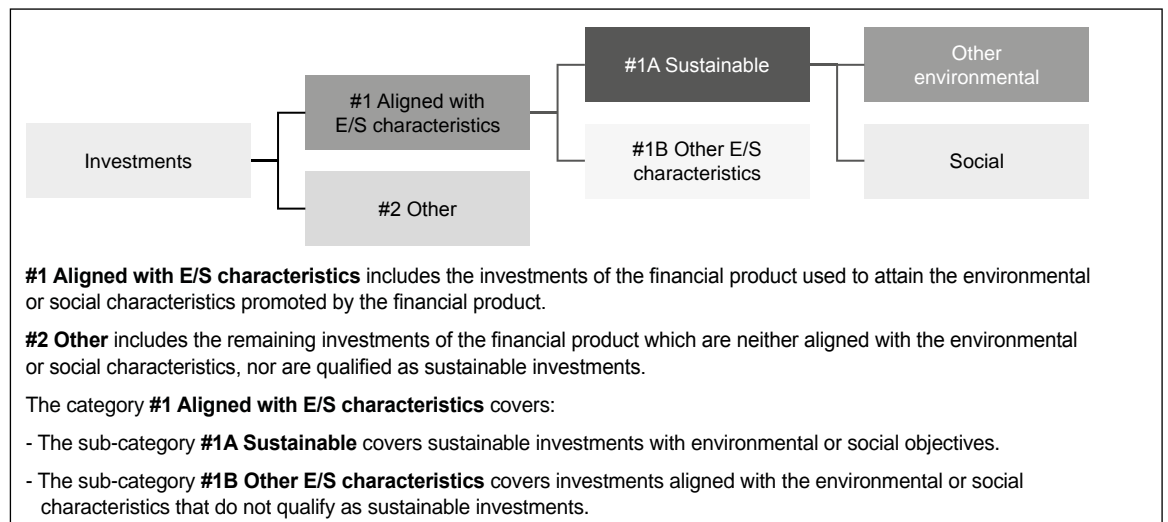 Investments
#1 Aligned with
E/S characteristics
#2 Other
#1A Sustainable
#1B Other E/S
characteristics
Other
environmental
Social
#1 Aligned with E/S characteristics includes the investments of the financial product used to attain the environmental
or social characteristics promoted by the financial product.
#2 Other includes the remaining investments of the financial product which are neither aligned with the environmental
or social characteristics, nor are qualified as sustainable investments.
The category #1 Aligned with E/S characteristics covers:
- The sub-category #1A Sustainable covers sustainable investments with environmental or social objectives.
- The sub-category #1B Other E/S characteristics covers investments aligned with the environmental or social
characteristics that do not qualify as sustainable investments.